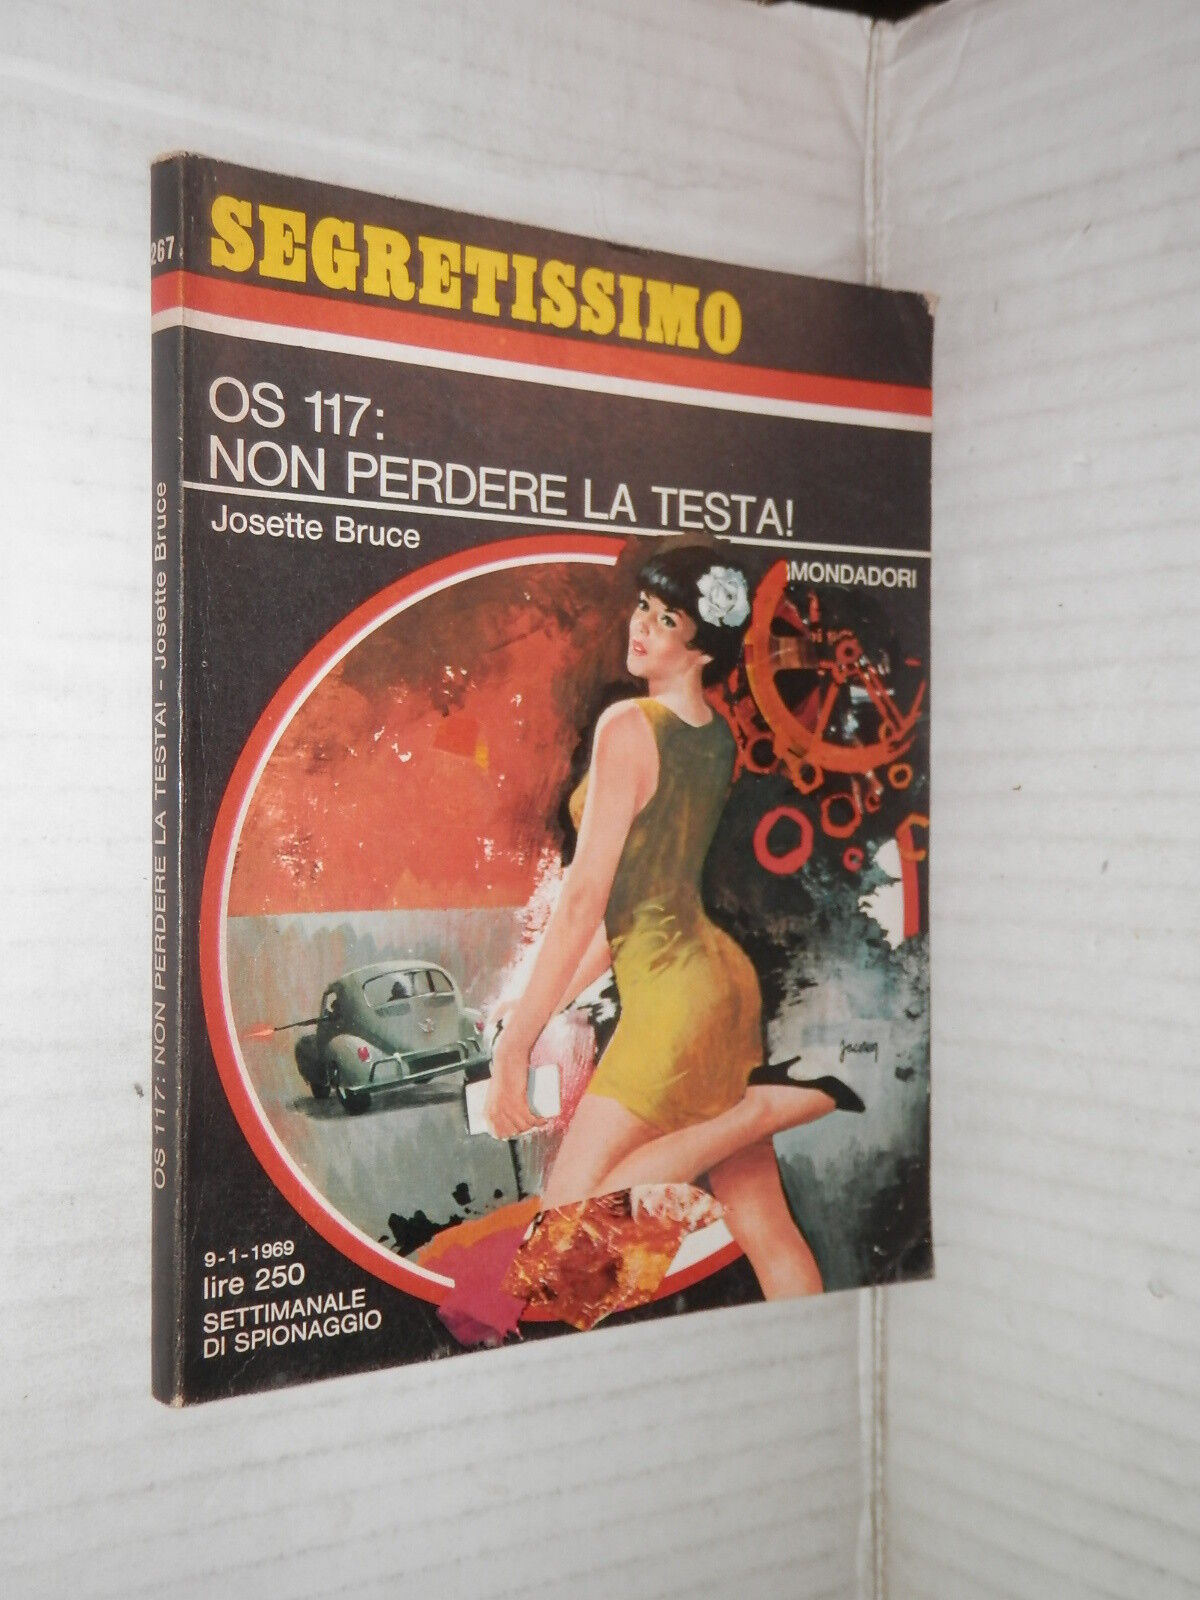 267
SEGRETISSIMO
OS 117:
NON PERDERE LA TESTA!
Josette Bruce
MONDADORI
OS 117: NON PERDERE LA TESTA! - Josette Bruce
9-1-1969
lire 250
SETTIMANALE
DI SPIONAGGIO